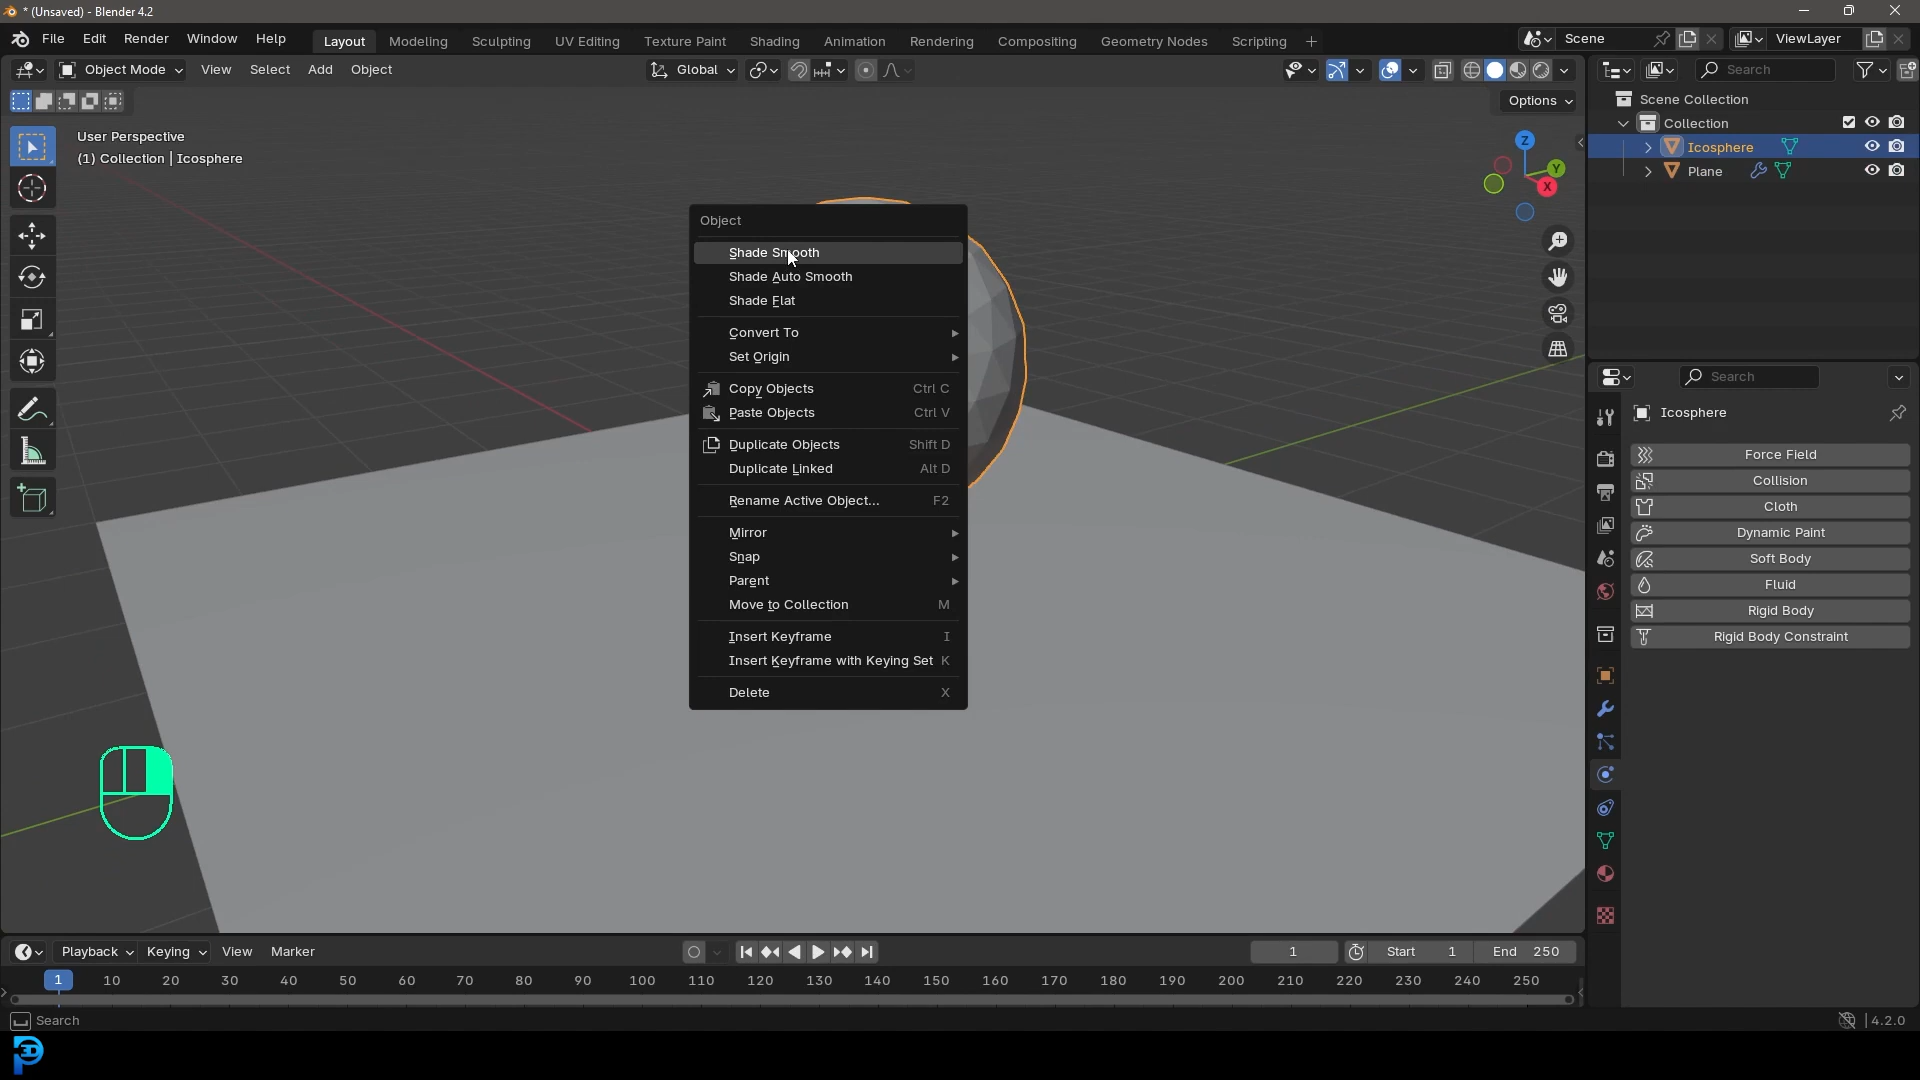 * (Unsaved) - Blender 4.2
File Edit Render Window Help
Layout Modeling Sculpting UV Editing Texture Paint Shading Animation Rendering Compositing Geometry Nodes Scripting +
Scene
ViewLayer
Object Mode View Select Add Object
Global
Search
Options
User Perspective
(1) Collection | Icosphere
Z
Y
X
Scene Collection
Collection
Icosphere
Plane
Object
Shade Smooth
Shade Auto Smooth
Shade Flat
Convert To
Set Origin
Copy Objects Ctrl C
Paste Objects Ctrl V
Duplicate Objects Shift D
Duplicate Linked Alt D
Rename Active Object... F2
Mirror
Snap
Parent
Move to Collection M
Insert Keyframe I
Insert Keyframe with Keying Set K
Delete X
Search
Icosphere
Force Field
Collision
Cloth
Dynamic Paint
Soft Body
Fluid
Rigid Body
Rigid Body Constraint
Playback Keying View Marker
1
Start 1
End 250
1 10 20 30 40 50 60 70 80 90 100 110 120 130 140 150 160 170 180 190 200 210 220 230 240 250
Search
4.2.0